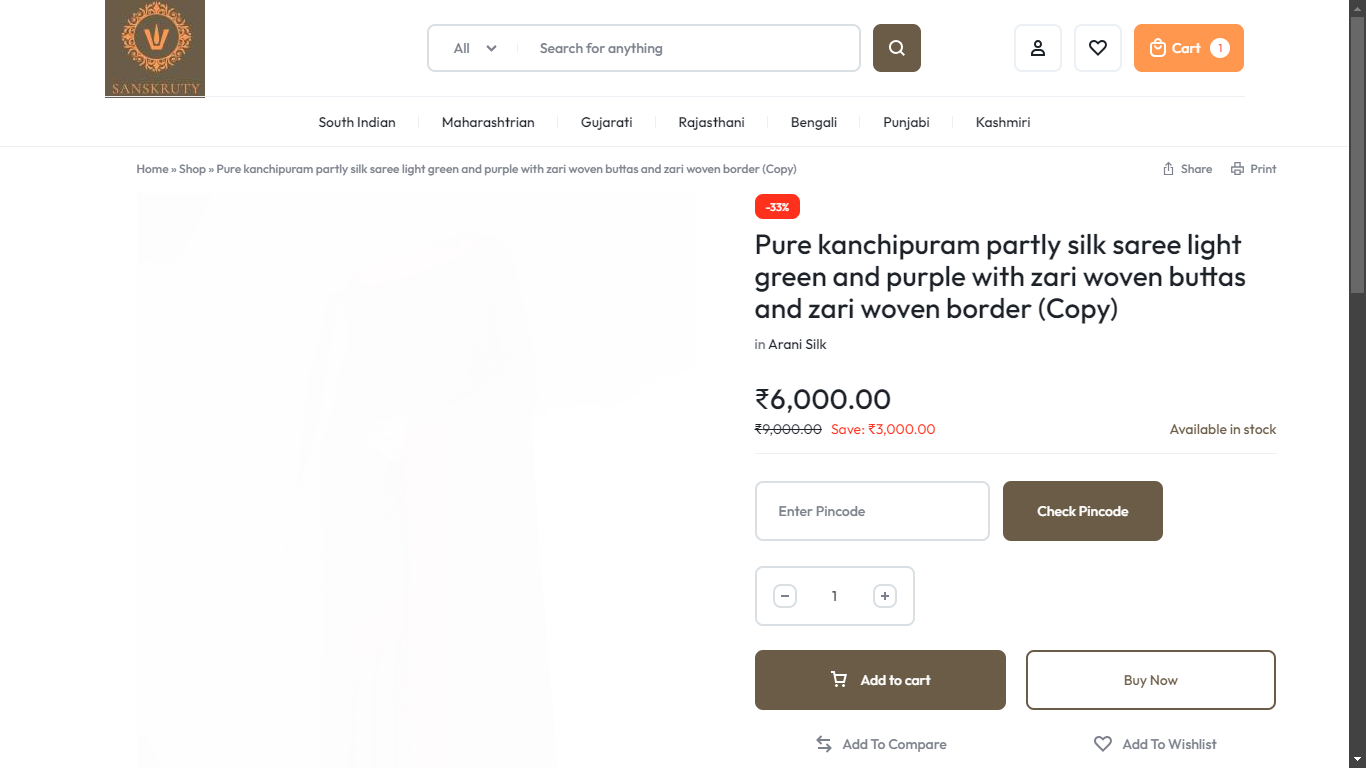 SANSKRUTY
All
Search for anything
Cart 1
South Indian
Maharashtrian
Gujarati
Rajasthani
Bengali
Punjabi
Kashmiri
Home » Shop » Pure kanchipuram partly silk saree light green and purple with zari woven buttas and zari woven border (Copy)
Share
Print
-33%
Pure kanchipuram partly silk saree light
green and purple with zari woven buttas
and zari woven border (Copy)
in Arani Silk
₹6,000.00
₹9,000.00 Save: ₹3,000.00
Available in stock
Enter Pincode
Check Pincode
1
Add to cart
Buy Now
Add To Compare
Add To Wishlist